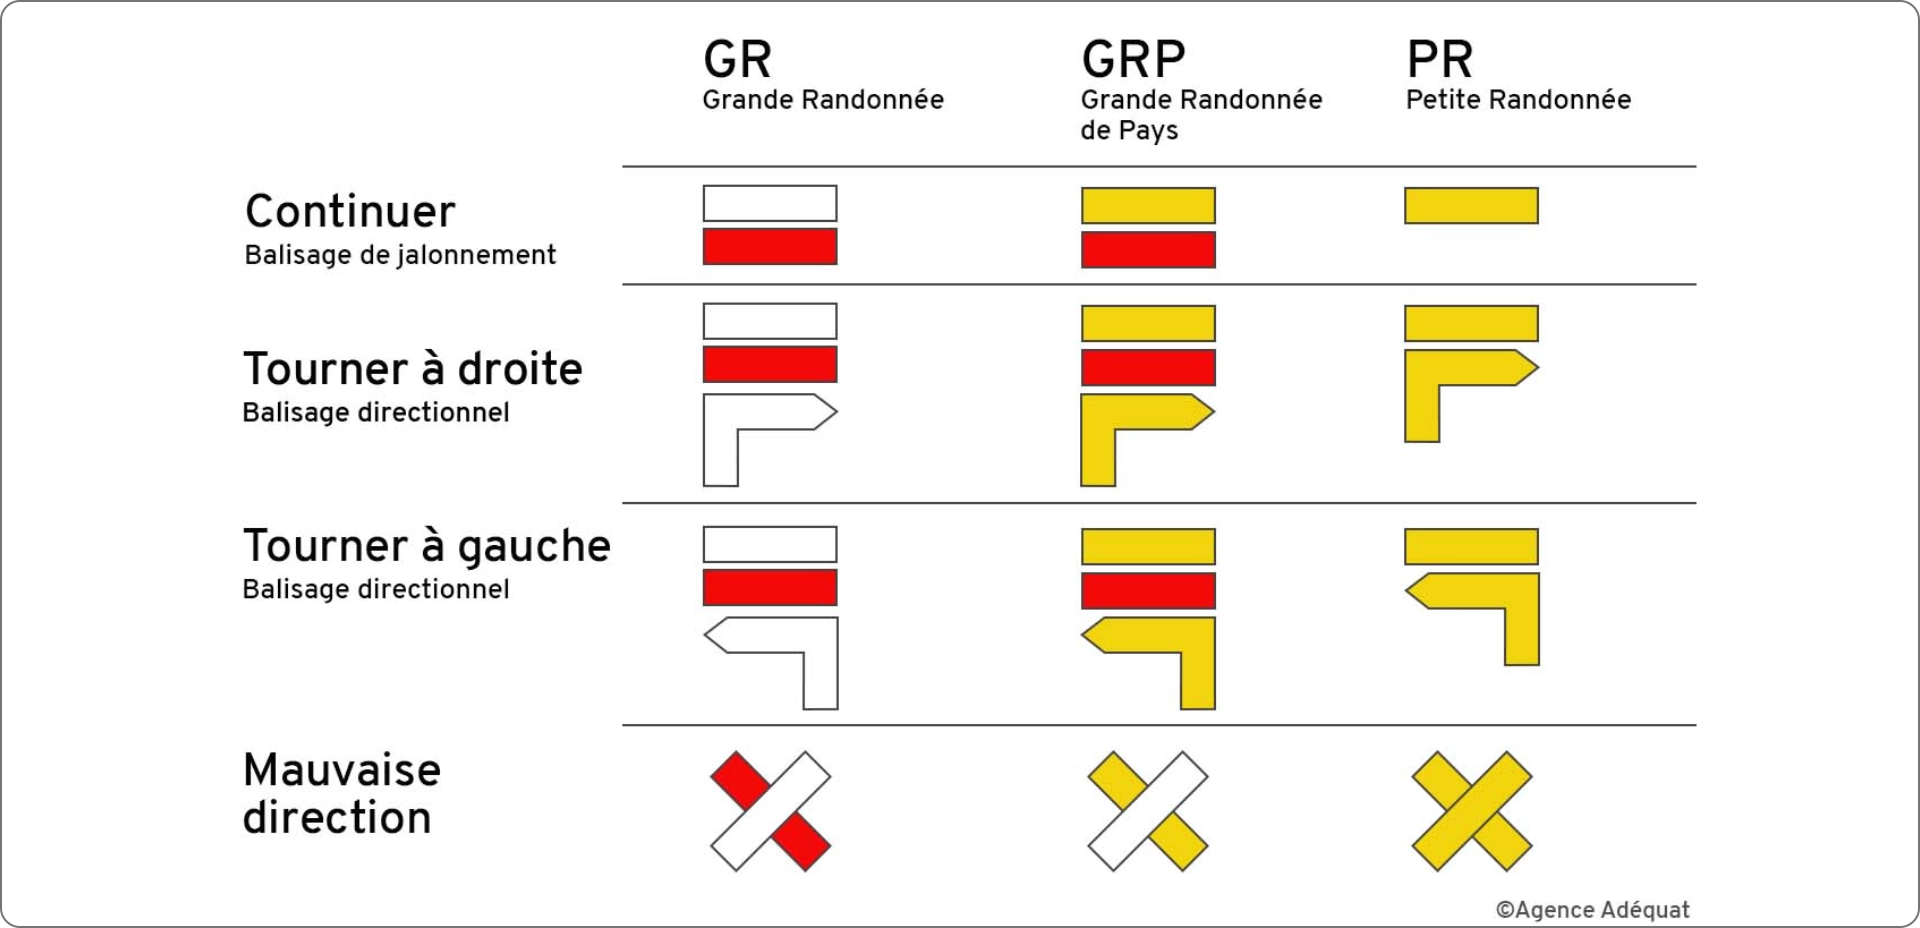 GR
Grande Randonnée
GRP
Grande Randonnée
de Pays
PR
Petite Randonnée
Continuer
Balisage de jalonnement
Tourner à droite
Balisage directionnel
Tourner à gauche
Balisage directionnel
Mauvaise
direction
©Agence Adéquat